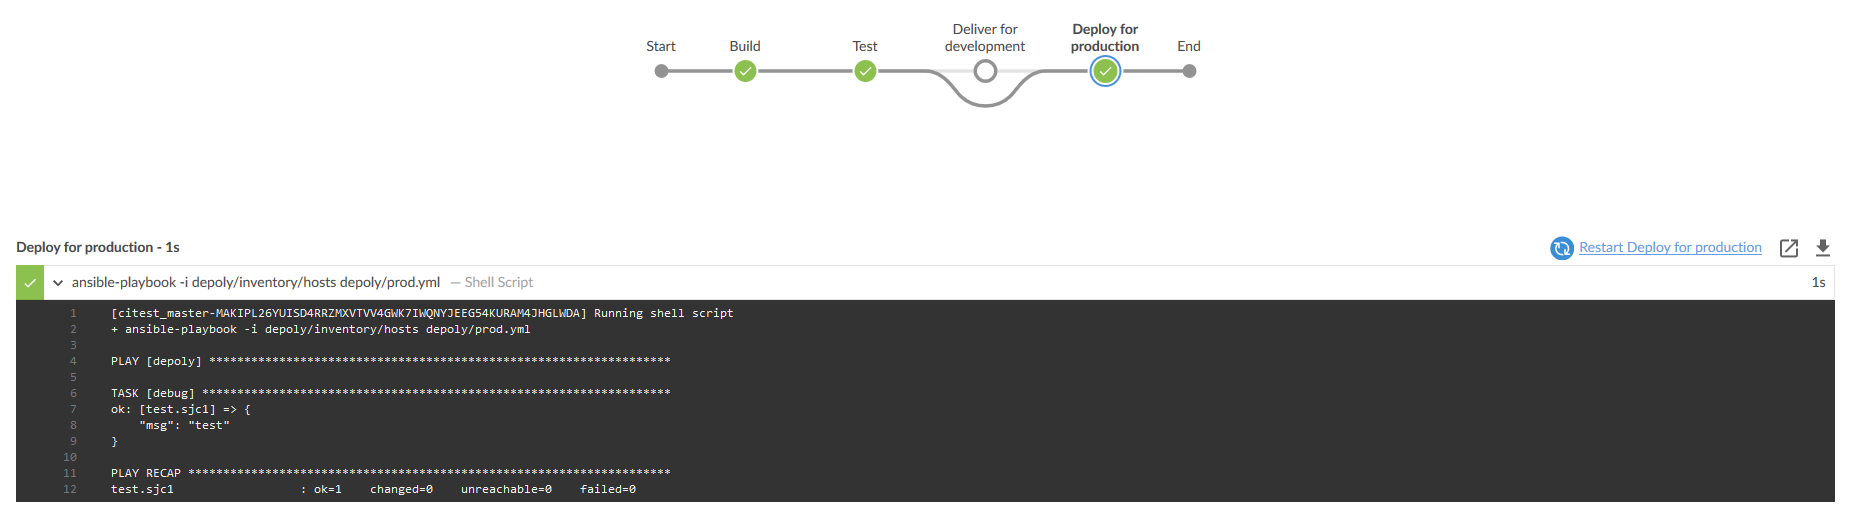 Start
Build
Test
Deliver for
development
Deploy for
production
End
Deploy for production - 1s
Restart Deploy for production
ansible-playbook -i depoly/inventory/hosts depoly/prod.yml — Shell Script
1s
1 [citest_master-MAKIPL26YUISD4RRZMXVTVV4GWK7IWQNYJEEG54KURAM4JHGLWDA] Running shell script
2 + ansible-playbook -i depoly/inventory/hosts depoly/prod.yml
3
4 PLAY [depoly] ******************************************************************
5
6 TASK [debug] *******************************************************************
7 ok: [test.sjc1] => {
8 "msg": "test"
9 }
10
11 PLAY RECAP *********************************************************************
12 test.sjc1 : ok=1 changed=0 unreachable=0 failed=0